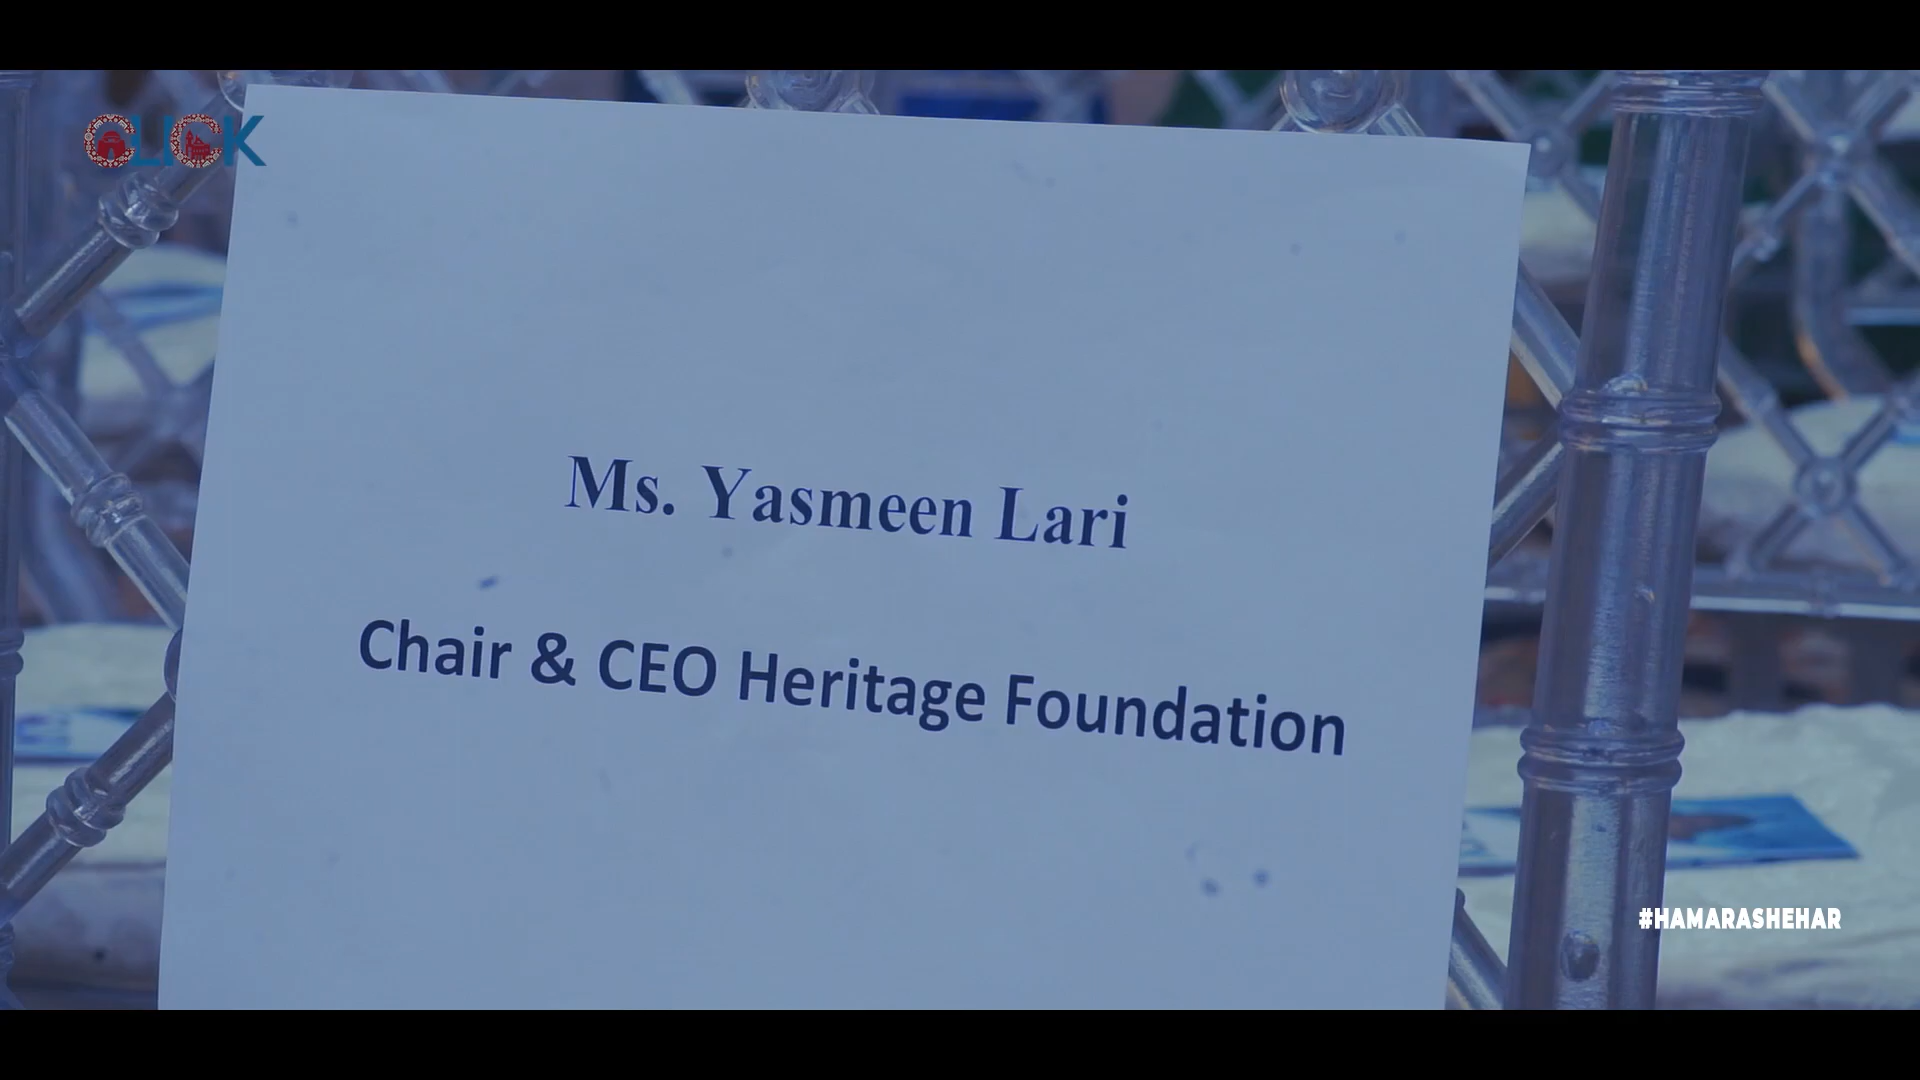 CLICK
Ms. Yasmeen Lari
Chair & CEO Heritage Foundation
#HAMARASHEHAR